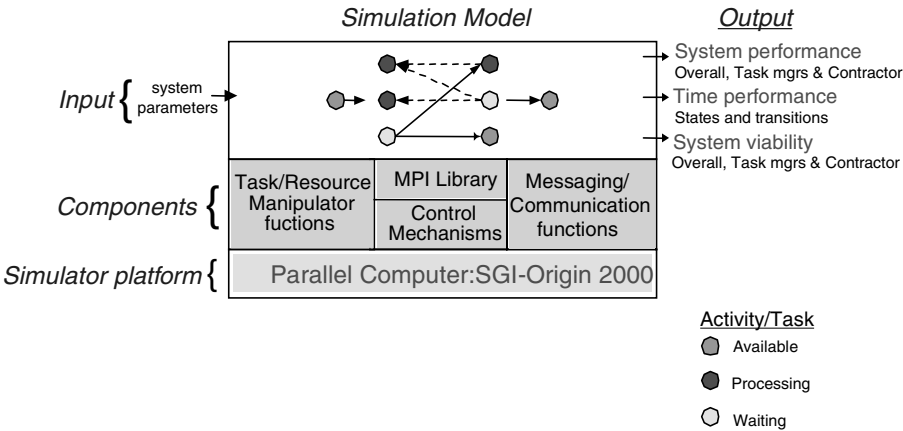 Simulation Model
Output
Input { system parameters
System performance
Overall, Task mgrs & Contractor
Time performance
States and transitions
System viability
Overall, Task mgrs & Contractor
Components {
Task/Resource
Manipulator
fuctions
MPI Library
Control
Mechanisms
Messaging/
Communication
functions
Simulator platform {
Parallel Computer:SGI-Origin 2000
Activity/Task
Available
Processing
Waiting